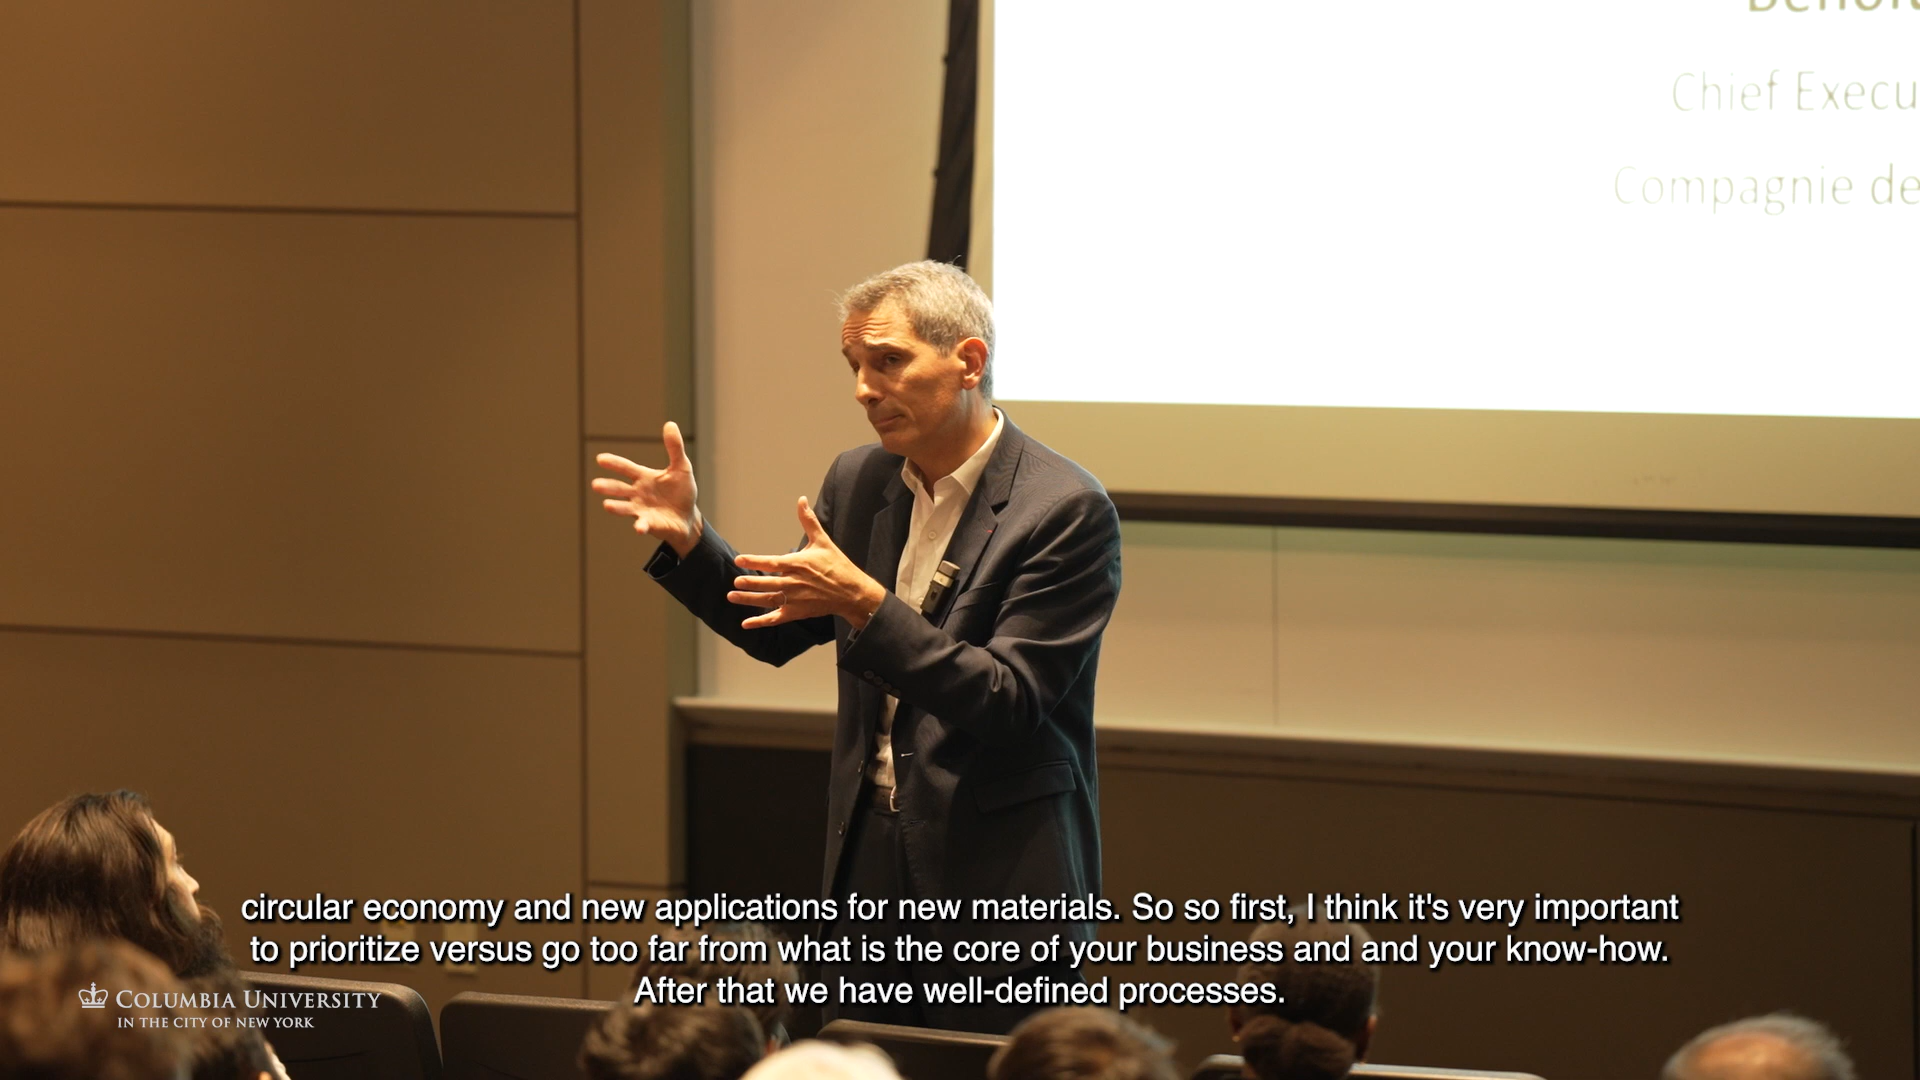 Chief Execu
Compagnie de
circular economy and new applications for new materials. So so first, I think it's very important
to prioritize versus go too far from what is the core of your business and and your know-how.
After that we have well-defined processes.
COLUMBIA UNIVERSITY
IN THE CITY OF NEW YORK